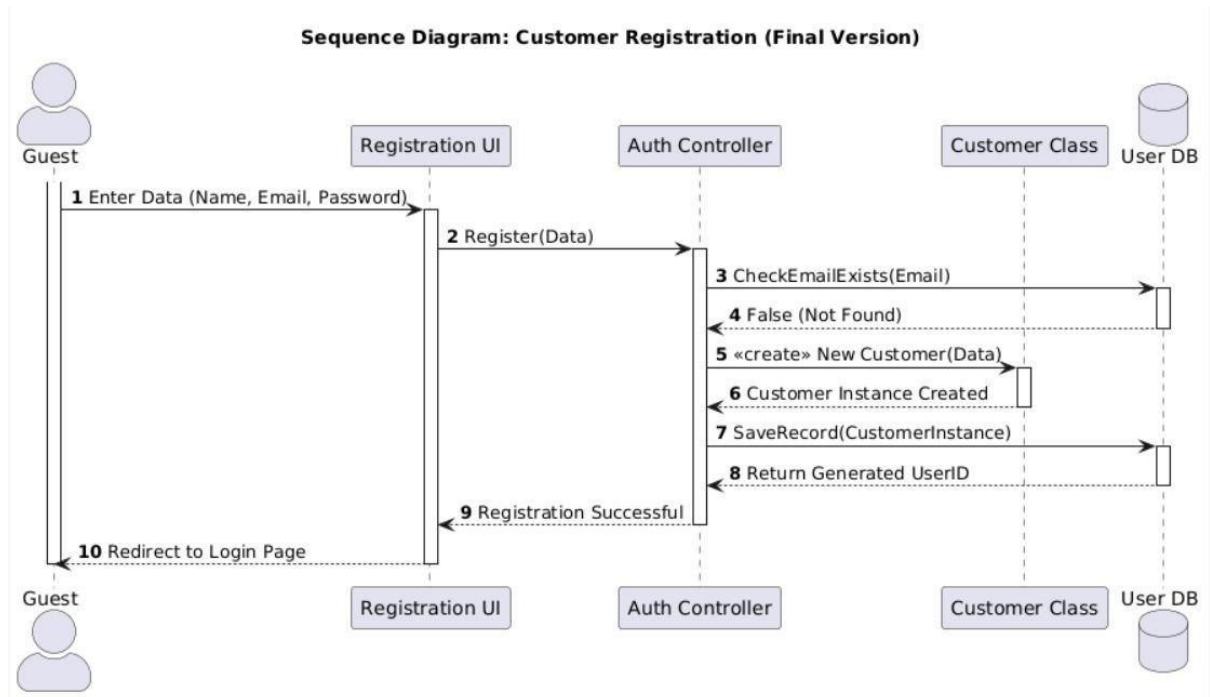 Sequence Diagram: Customer Registration (Final Version)
Guest
Registration UI
Auth Controller
Customer Class
User DB
1 Enter Data (Name, Email, Password)
2 Register(Data)
3 CheckEmailExists(Email)
4 False (Not Found)
5 «create» New Customer(Data)
6 Customer Instance Created
7 SaveRecord(CustomerInstance)
8 Return Generated UserID
9 Registration Successful
10 Redirect to Login Page
Guest
Registration UI
Auth Controller
Customer Class
User DB